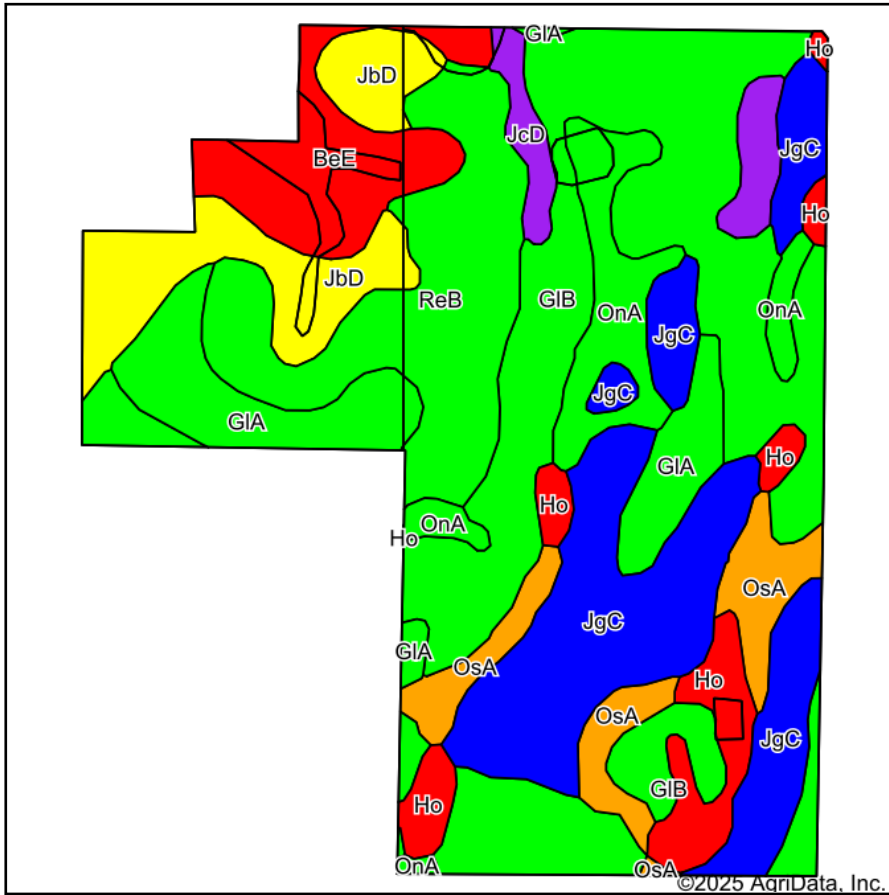 GlA
Ho
JbD
JcD
JgC
BeE
Ho
JbD
ReB
GlB
OnA
OnA
JgC
JgC
GlA
GlA
Ho
Ho
OnA
Ho
OsA
JgC
GlA
OsA
Ho
OsA
JgC
GlB
Ho
OnA
OsA
©2025 AgriData, Inc.